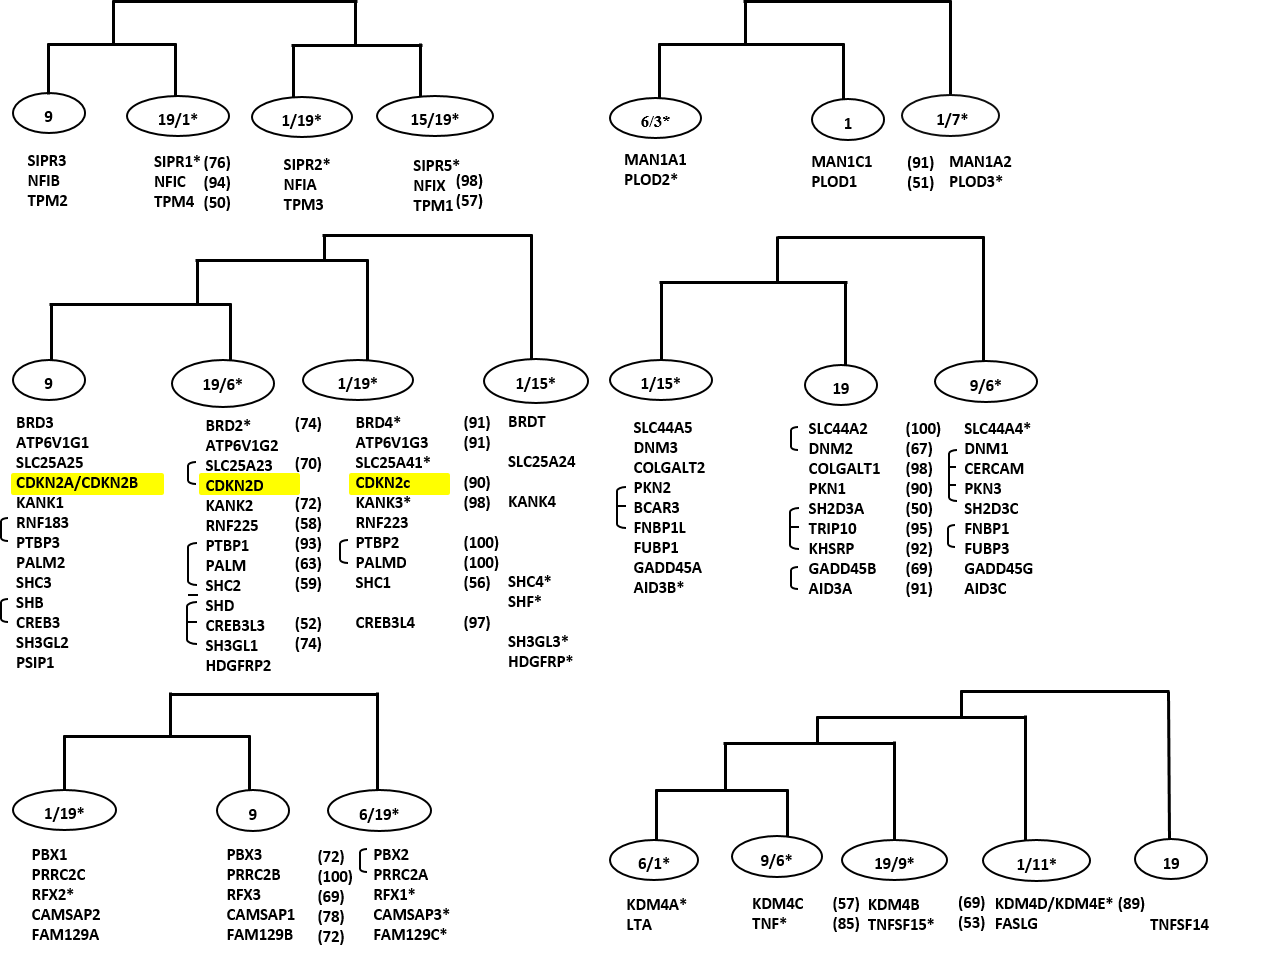 9 19/1* 1/19* 15/19*
SIPR3 SIPR1* (76) SIPR2* SIPR5*
NFIB NFIC (94) NFIA NFIX (98)
TPM2 TPM4 (50) TPM3 TPM1 (57)
6/3* 1 1/7*
MAN1A1 MAN1C1 (91) MAN1A2
PLOD2* PLOD1 (51) PLOD3*
9 19/6* 1/19* 1/15*
BRD3 BRD2* (74) BRD4* (91) BRDT
ATP6V1G1 ATP6V1G2 ATP6V1G3 (91)
SLC25A25 SLC25A23 (70) SLC25A41* SLC25A24
CDKN2A/CDKN2B CDKN2D CDKN2c (90)
KANK1 KANK2 (72) KANK3* (98) KANK4
RNF183 RNF225 (58) RNF223
PTBP3 PTBP1 (93) PTBP2 (100)
PALM2 PALM (63) PALMD (100)
SHC3 SHC2 (59) SHC1 (56) SHC4*
SHB SHD SHF*
CREB3 CREB3L3 (52) CREB3L4 (97)
SH3GL2 SH3GL1 (74) SH3GL3*
PSIP1 HDGFRP2 HDGFRP*
1/15* 19 9/6*
SLC44A5 SLC44A2 (100) SLC44A4*
DNM3 DNM2 (67) DNM1
COLGALT2 COLGALT1 (98) CERCAM
PKN2 PKN1 (90) PKN3
BCAR3 SH2D3A (50) SH2D3C
FNBP1L TRIP10 (95) FNBP1
FUBP1 KHSRP (92) FUBP3
GADD45A GADD45B (69) GADD45G
AID3B* AID3A (91) AID3C
1/19* 9 6/19*
PBX1 PBX3 (72) PBX2
PRRC2C PRRC2B (100) PRRC2A
RFX2* RFX3 (69) RFX1*
CAMSAP2 CAMSAP1 (78) CAMSAP3*
FAM129A FAM129B (72) FAM129C*
6/1* 9/6* 19/9* 1/11* 19
KDM4A* KDM4C (57) KDM4B (69) KDM4D/KDM4E* (89)
LTA TNF* (85) TNFSF15* (53) FASLG TNFSF14